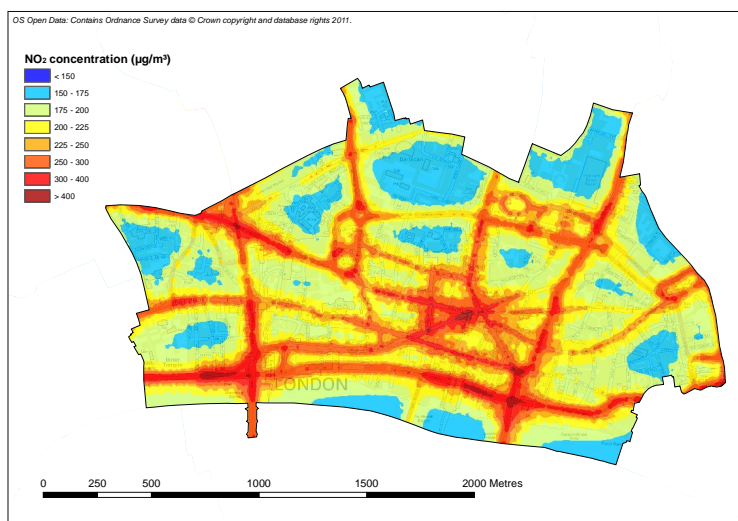 OS Open Data: Contains Ordnance Survey data © Crown copyright and database rights 2011.
NO₂ concentration (µg/m³)
< 150
150 - 175
175 - 200
200 - 225
225 - 250
250 - 300
300 - 400
> 400
Barbican
LONDON
0 250 500 1000 1500 2000 Metres